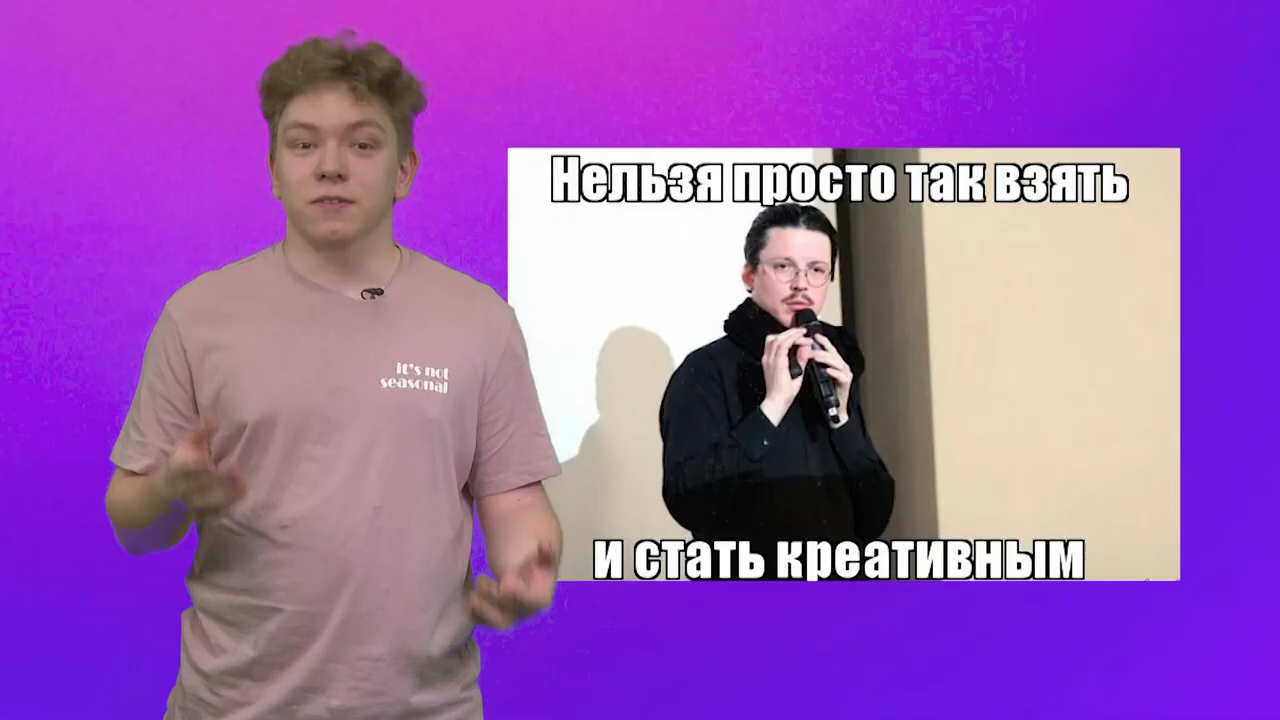 Нельзя просто так взять
it's not
seasonal
и стать креативным